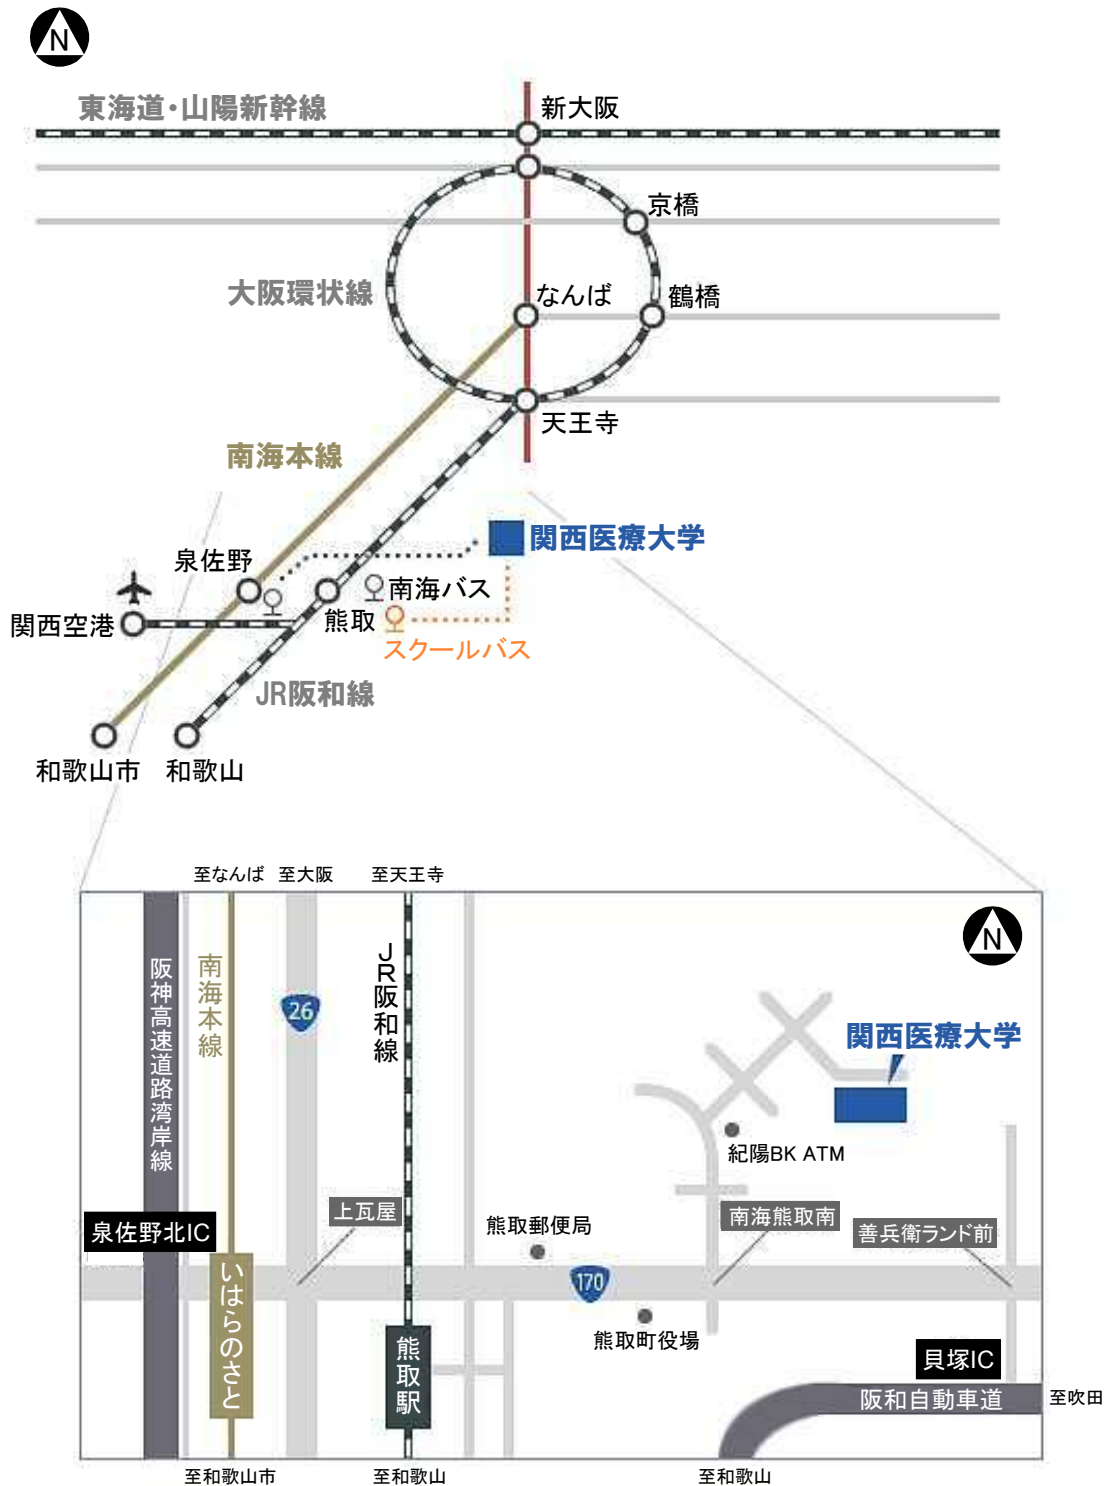 N
東海道・山陽新幹線
新大阪
京橋
大阪環状線
なんば
鶴橋
天王寺
南海本線
関西医療大学
泉佐野
南海バス
関西空港
熊取
スクールバス
JR阪和線
和歌山市
和歌山
至なんば
至大阪
至天王寺
N
阪神高速道路湾岸線
南海本線
26
JR阪和線
関西医療大学
紀陽BK ATM
泉佐野北IC
上瓦屋
熊取郵便局
南海熊取南
善兵衛ランド前
いはらのさと
170
熊取町役場
熊取駅
貝塚IC
阪和自動車道
至吹田
至和歌山市
至和歌山
至和歌山